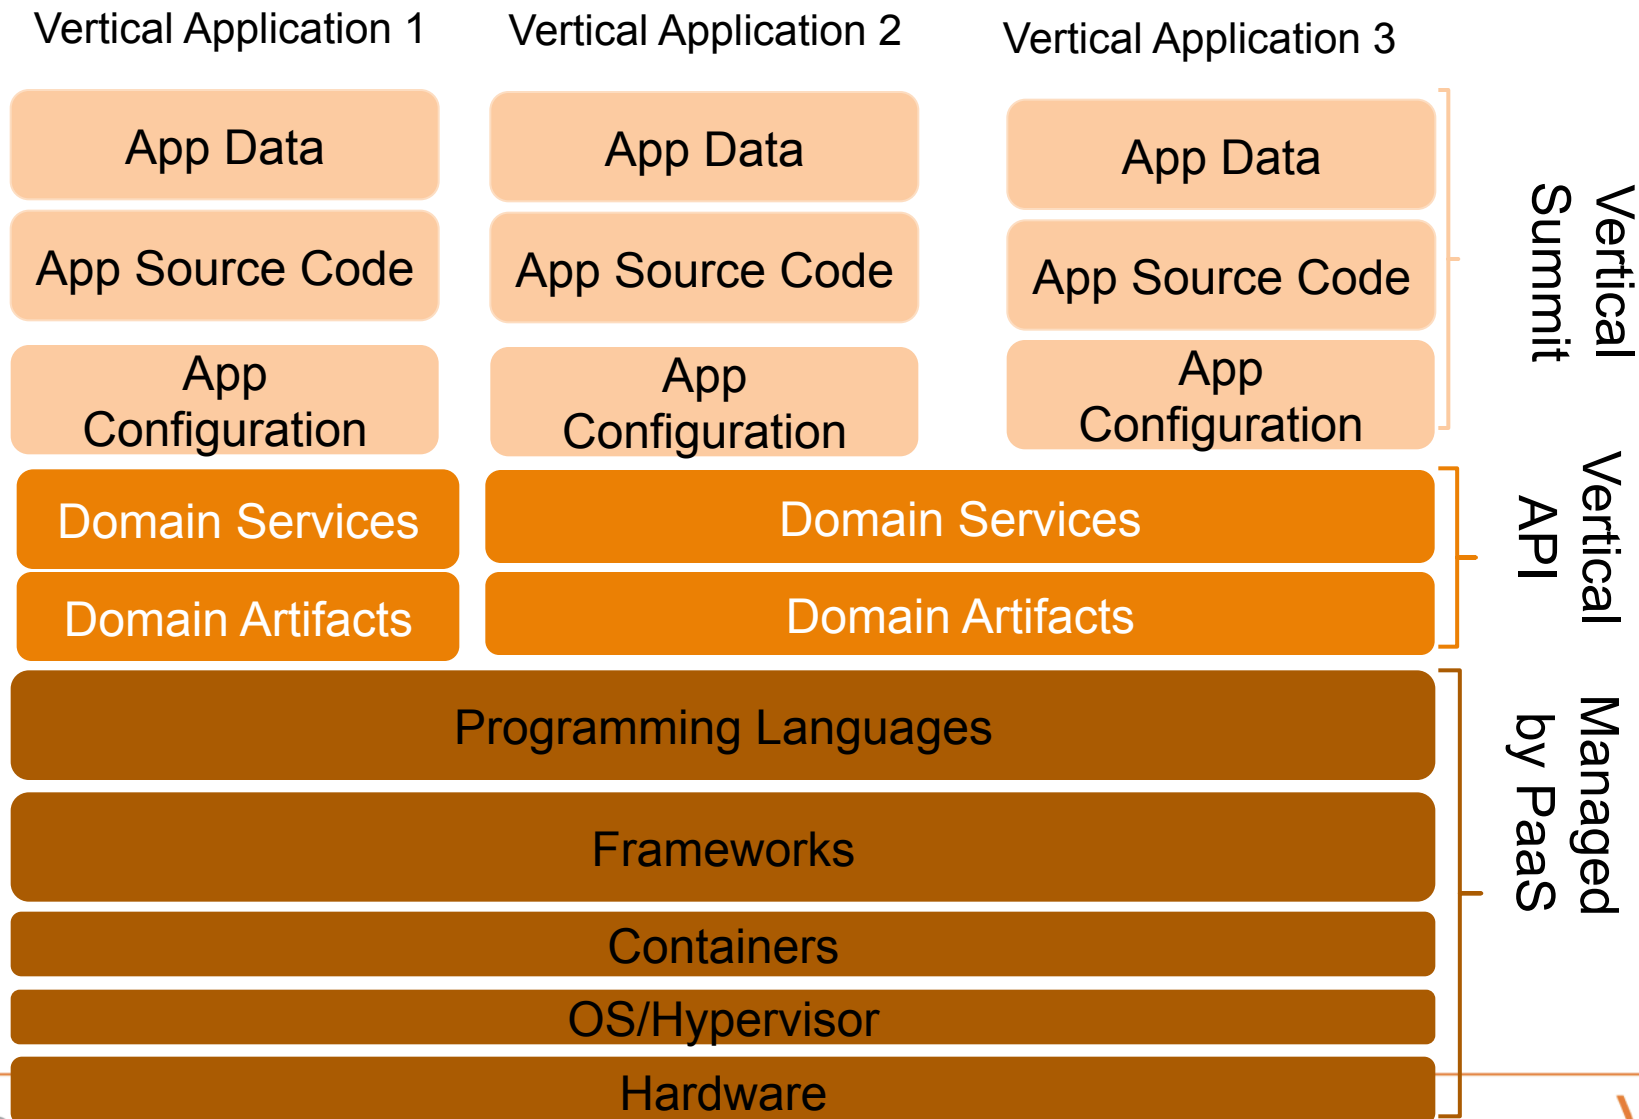 Vertical Application 1
Vertical Application 2
Vertical Application 3
App Data
App Data
App Data
App Source Code
App Source Code
App Source Code
App
Configuration
App
Configuration
App
Configuration
Vertical
Summit
Domain Services
Domain Services
Domain Artifacts
Domain Artifacts
Vertical
API
Programming Languages
Frameworks
Containers
OS/Hypervisor
Hardware
Managed
by PaaS